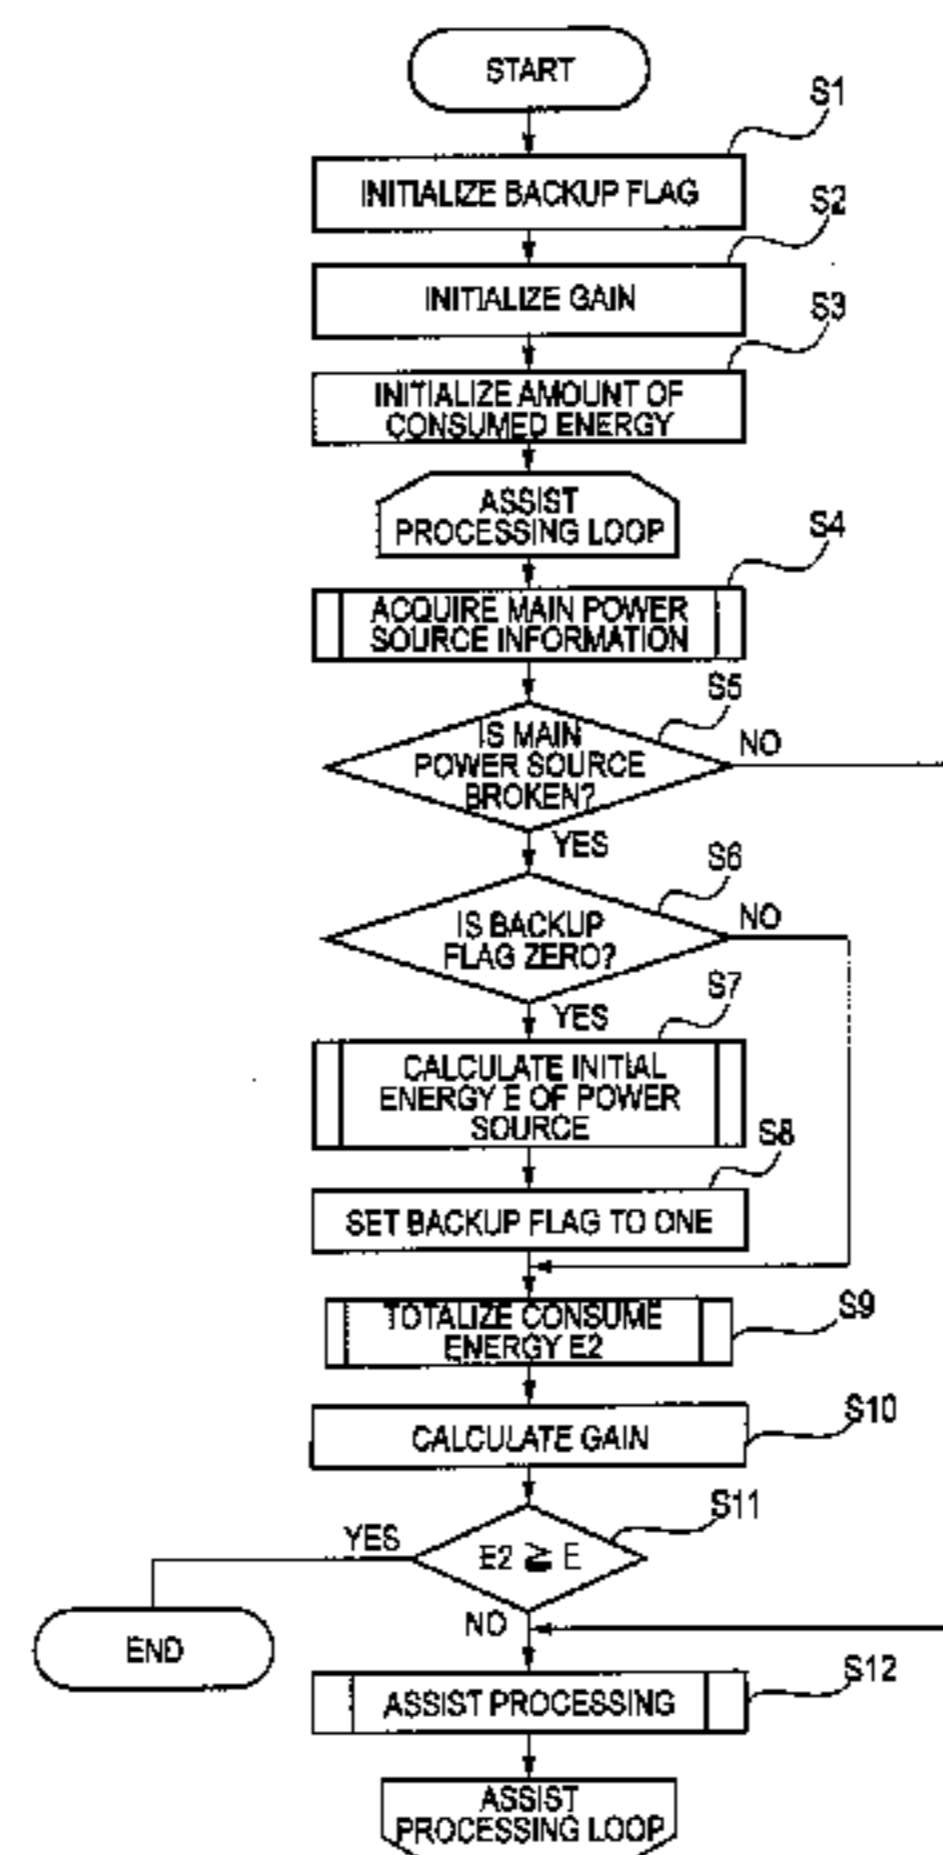 START
S1
INITIALIZE BACKUP FLAG
S2
INITIALIZE GAIN
S3
INITIALIZE AMOUNT OF
CONSUMED ENERGY
ASSIST
PROCESSING LOOP
S4
ACQUIRE MAIN POWER
SOURCE INFORMATION
S5
IS MAIN
POWER SOURCE
BROKEN?
NO
YES
S6
IS BACKUP
FLAG ZERO?
NO
YES
S7
CALCULATE INITIAL
ENERGY E OF POWER
SOURCE
S8
SET BACKUP FLAG TO ONE
S9
TOTALIZE CONSUME
ENERGY E2
S10
CALCULATE GAIN
S11
E2 ≧ E
YES
END
NO
S12
ASSIST PROCESSING
ASSIST
PROCESSING LOOP